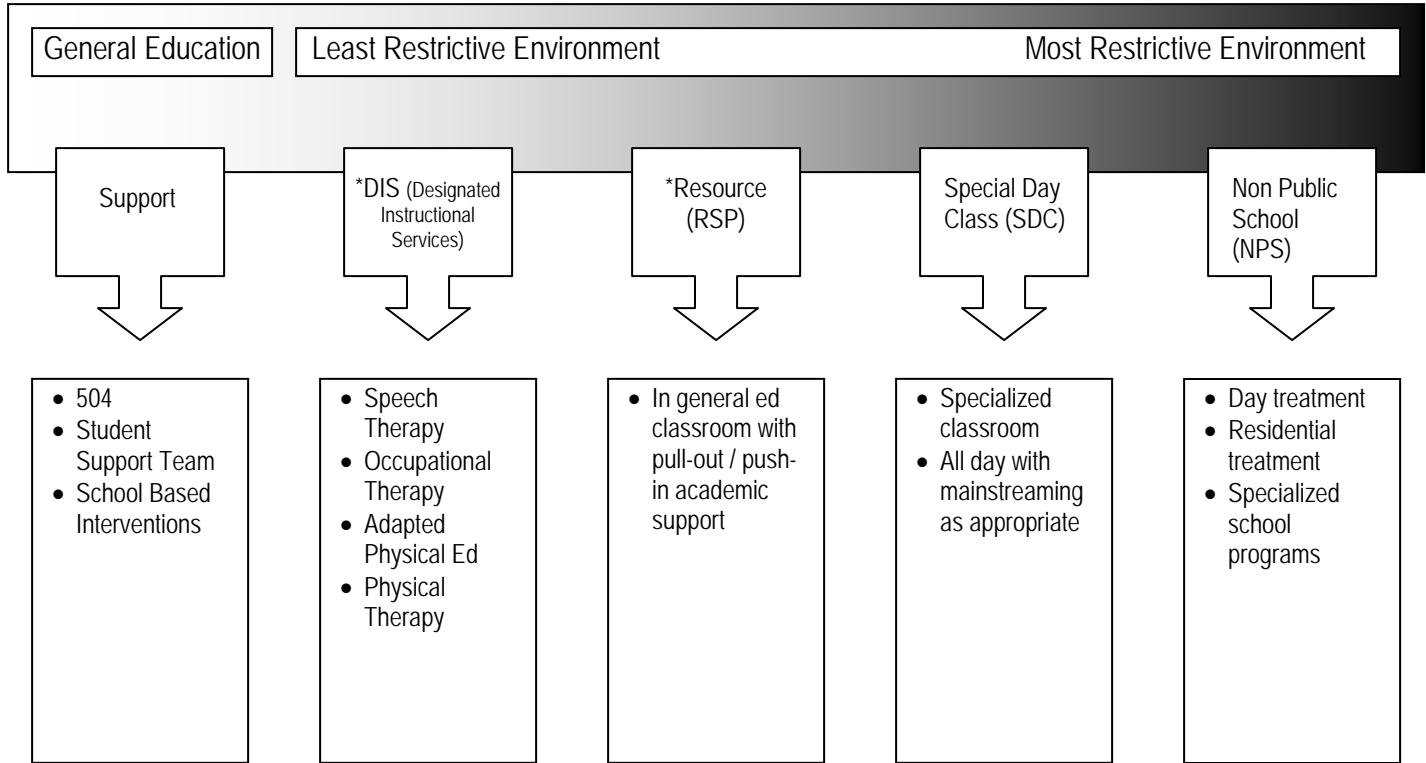 General Education
Least Restrictive Environment
Most Restrictive Environment
Support
*DIS (Designated
Instructional
Services)
*Resource
(RSP)
Special Day
Class (SDC)
Non Public
School
(NPS)
• 504
• Student
Support Team
• School Based
Interventions
• Speech
Therapy
• Occupational
Therapy
• Adapted
Physical Ed
• Physical
Therapy
• In general ed
classroom with
pull-out / push-
in academic
support
• Specialized
classroom
• All day with
mainstreaming
as appropriate
• Day treatment
• Residential
treatment
• Specialized
school
programs